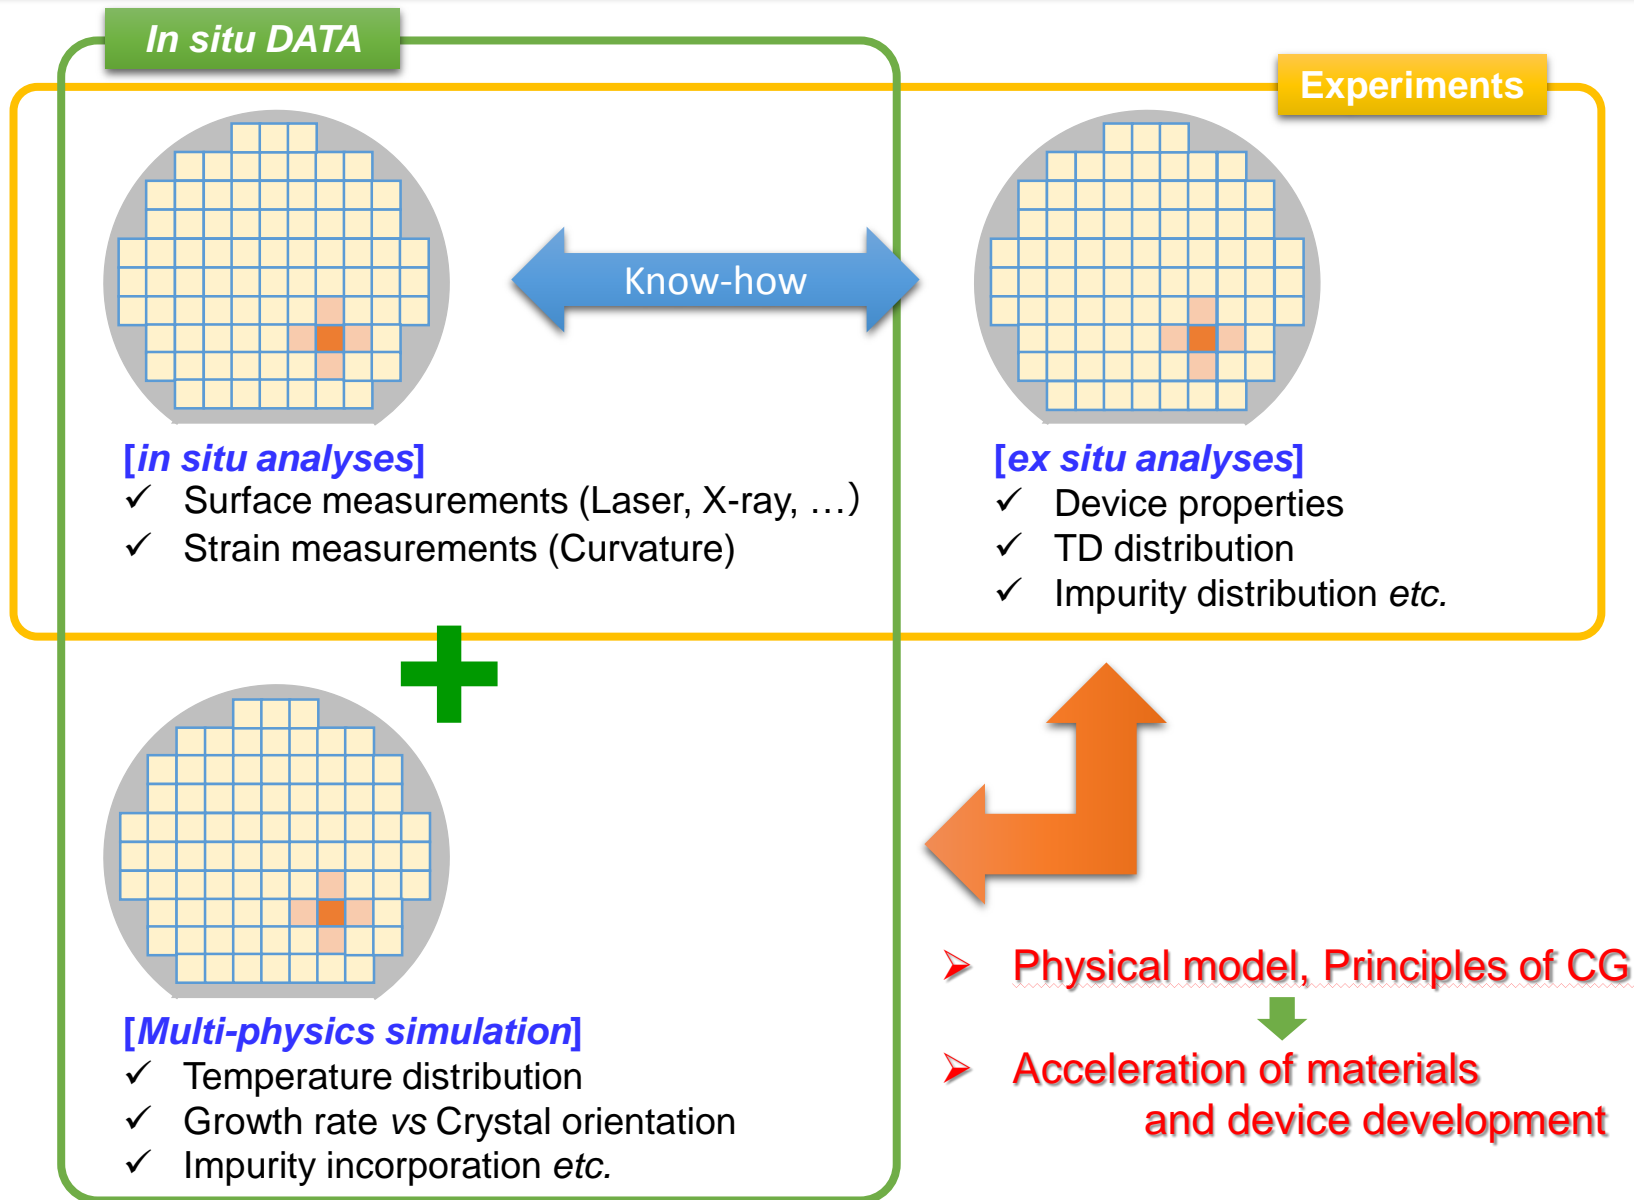 In situ DATA
Experiments
Know-how
[in situ analyses]
✓ Surface measurements (Laser, X-ray, …)
✓ Strain measurements (Curvature)
[ex situ analyses]
✓ Device properties
✓ TD distribution
✓ Impurity distribution etc.
[Multi-physics simulation]
✓ Temperature distribution
✓ Growth rate vs Crystal orientation
✓ Impurity incorporation etc.
➢ Physical model, Principles of CG
➢ Acceleration of materials
and device development